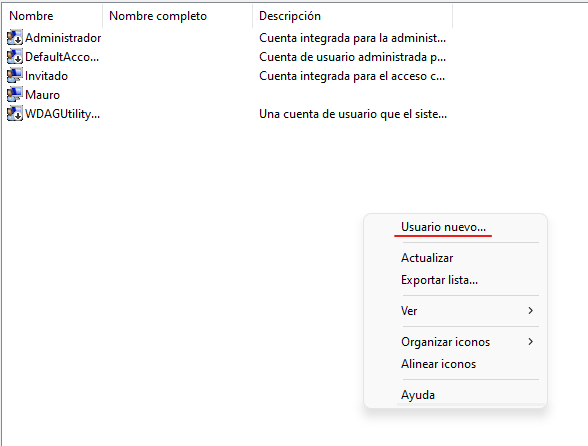 Nombre Nombre completo Descripción
Administrador Cuenta integrada para la administ...
DefaultAcco... Cuenta de usuario administrada p...
Invitado Cuenta integrada para el acceso c...
Mauro
WDAGUtility... Una cuenta de usuario que el siste...
Usuario nuevo...
Actualizar
Exportar lista...
Ver
Organizar iconos
Alinear iconos
Ayuda